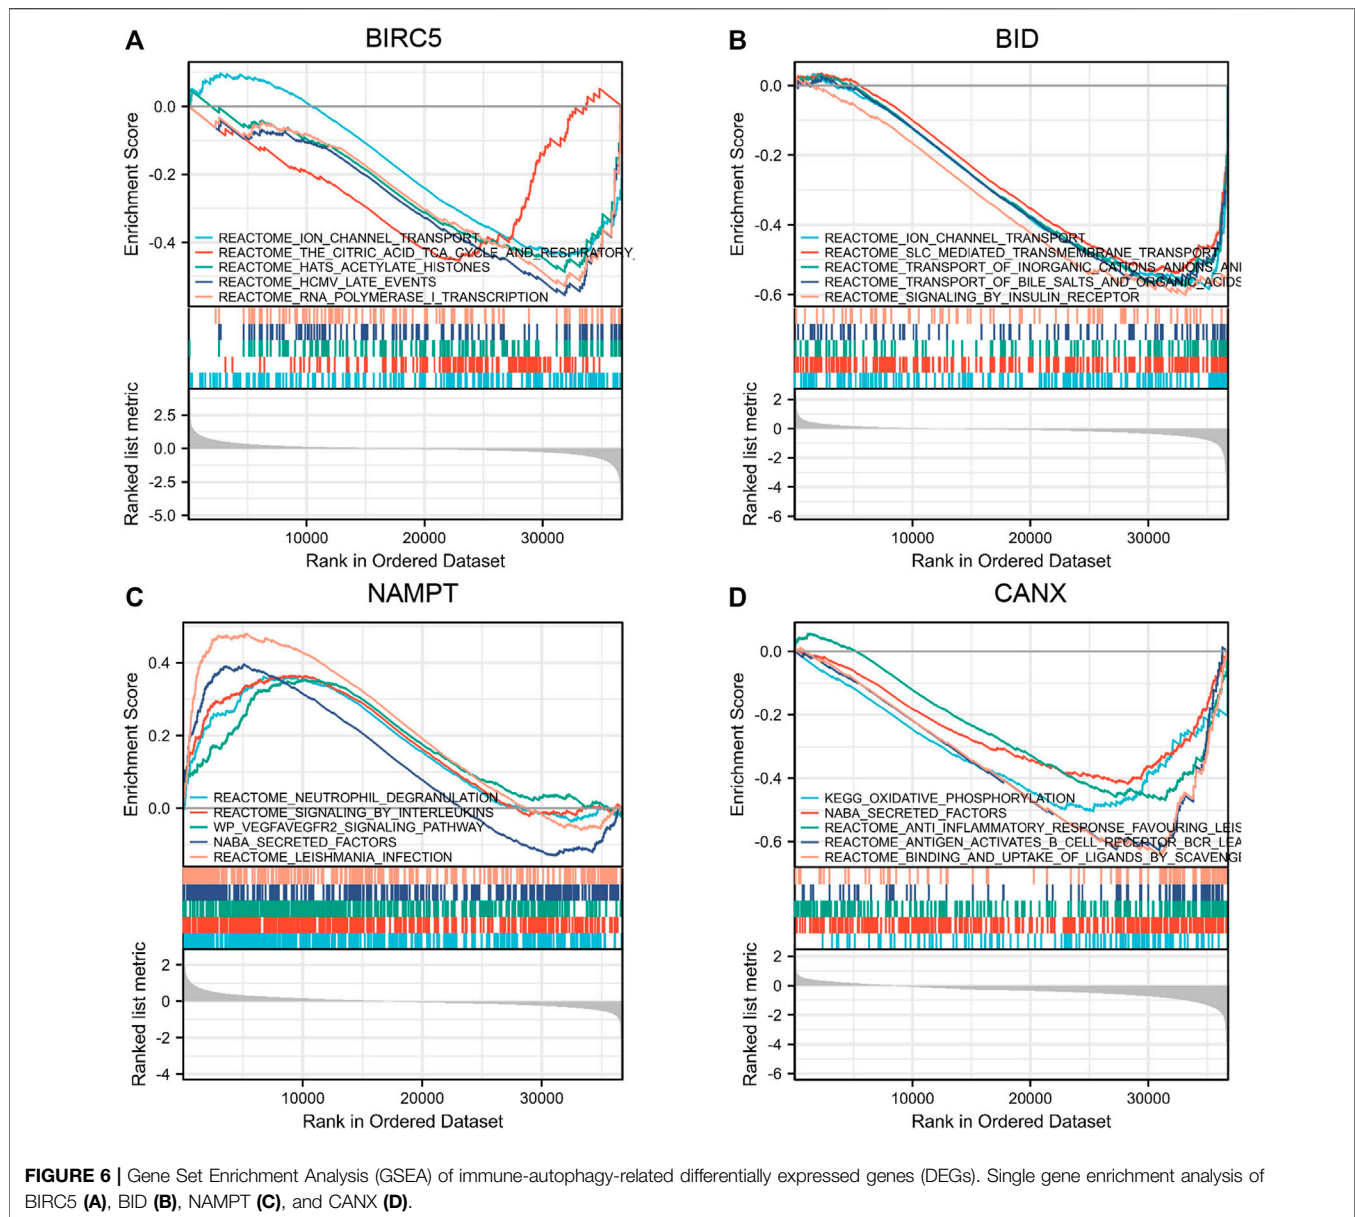 A
BIRC5
Enrichment Score
0.0
-0.2
-0.4
REACTOME_ION_CHANNEL_TRANSPORT
REACTOME_THE_CITRIC_ACID_TCA_CYCLE_AND_RESPIRATORY_
REACTOME_HATS_ACETYLATE_HISTONES
REACTOME_HCMV_LATE_EVENTS
REACTOME_RNA_POLYMERASE_I_TRANSCRIPTION
Ranked list metric
2.5
0.0
-2.5
-5.0
10000 20000 30000
Rank in Ordered Dataset
B
BID
Enrichment Score
0.0
-0.2
-0.4
-0.6
REACTOME_ION_CHANNEL_TRANSPORT
REACTOME_SLC_MEDIATED_TRANSMEMBRANE_TRANSPORT
REACTOME_TRANSPORT_OF_INORGANIC_CATIONS_ANIONS_ANI
REACTOME_TRANSPORT_OF_BILE_SALTS_AND_ORGANIC_ACIDS
REACTOME_SIGNALING_BY_INSULIN_RECEPTOR
Ranked list metric
2
0
-2
-4
-6
10000 20000 30000
Rank in Ordered Dataset
C
NAMPT
Enrichment Score
0.4
0.2
0.0
REACTOME_NEUTROPHIL_DEGRANULATION
REACTOME_SIGNALING_BY_INTERLEUKINS
WP_VEGFAVEGFR2_SIGNALING_PATHWAY
NABA_SECRETED_FACTORS
REACTOME_LEISHMANIA_INFECTION
Ranked list metric
2
0
-2
-4
10000 20000 30000
Rank in Ordered Dataset
D
CANX
Enrichment Score
0.0
-0.2
-0.4
-0.6
KEGG_OXIDATIVE_PHOSPHORYLATION
NABA_SECRETED_FACTORS
REACTOME_ANTI_INFLAMMATORY_RESPONSE_FAVOURING_LEIS
REACTOME_ANTIGEN_ACTIVATES_B_CELL_RECEPTOR_BCR_LEA
REACTOME_BINDING_AND_UPTAKE_OF_LIGANDS_BY_SCAVENGE
Ranked list metric
2
0
-2
-4
-6
10000 20000 30000
Rank in Ordered Dataset
FIGURE 6 | Gene Set Enrichment Analysis (GSEA) of immune-autophagy-related differentially expressed genes (DEGs). Single gene enrichment analysis of
BIRC5 (A), BID (B), NAMPT (C), and CANX (D).